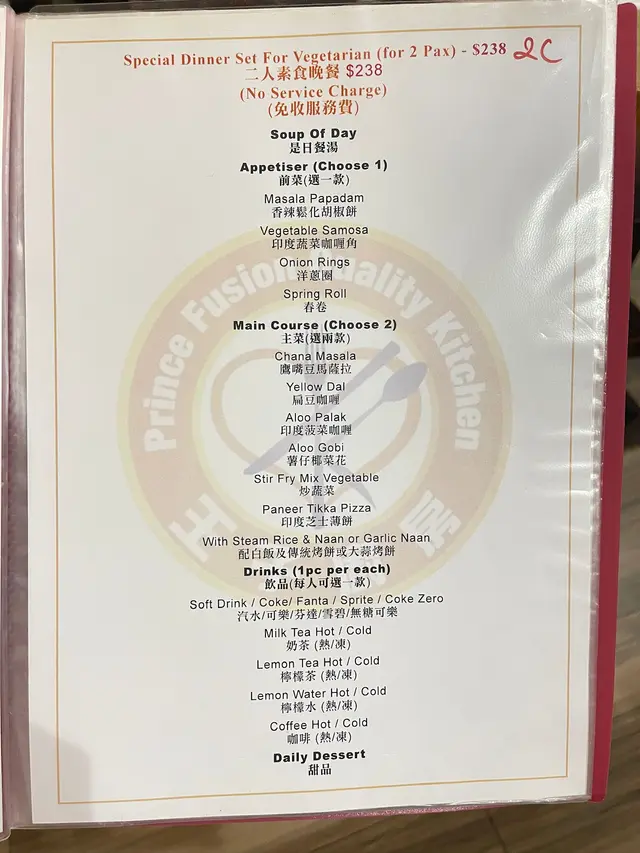 Special Dinner Set For Vegetarian (for 2 Pax) - $238 2C
二人素食晚餐 $238
(No Service Charge)
(免收服務費)
Soup Of Day
是日餐湯
Appetiser (Choose 1)
前菜(選一款)
Masala Papadam
香辣鬆化胡椒餅
Vegetable Samosa
印度蔬菜咖喱角
Onion Rings
洋蔥圈
Spring Roll
春卷
Main Course (Choose 2)
主菜(選兩款)
Chana Masala
鷹嘴豆馬薩拉
Yellow Dal
扁豆咖喱
Aloo Palak
印度菠菜咖喱
Aloo Gobi
薯仔椰菜花
Stir Fry Mix Vegetable
炒蔬菜
Paneer Tikka Pizza
印度芝士薄餅
With Steam Rice & Naan or Garlic Naan
配白飯及傳統烤餅或大蒜烤餅
Drinks (1pc per each)
飲品(每人可選一款)
Soft Drink / Coke/ Fanta / Sprite / Coke Zero
汽水/可樂/芬達/雪碧/無糖可樂
Milk Tea Hot / Cold
奶茶 (熱/凍)
Lemon Tea Hot / Cold
檸檬茶 (熱/凍)
Lemon Water Hot / Cold
檸檬水 (熱/凍)
Coffee Hot / Cold
咖啡 (熱/凍)
Daily Dessert
甜品
Prince Fusion Quality Kitchen